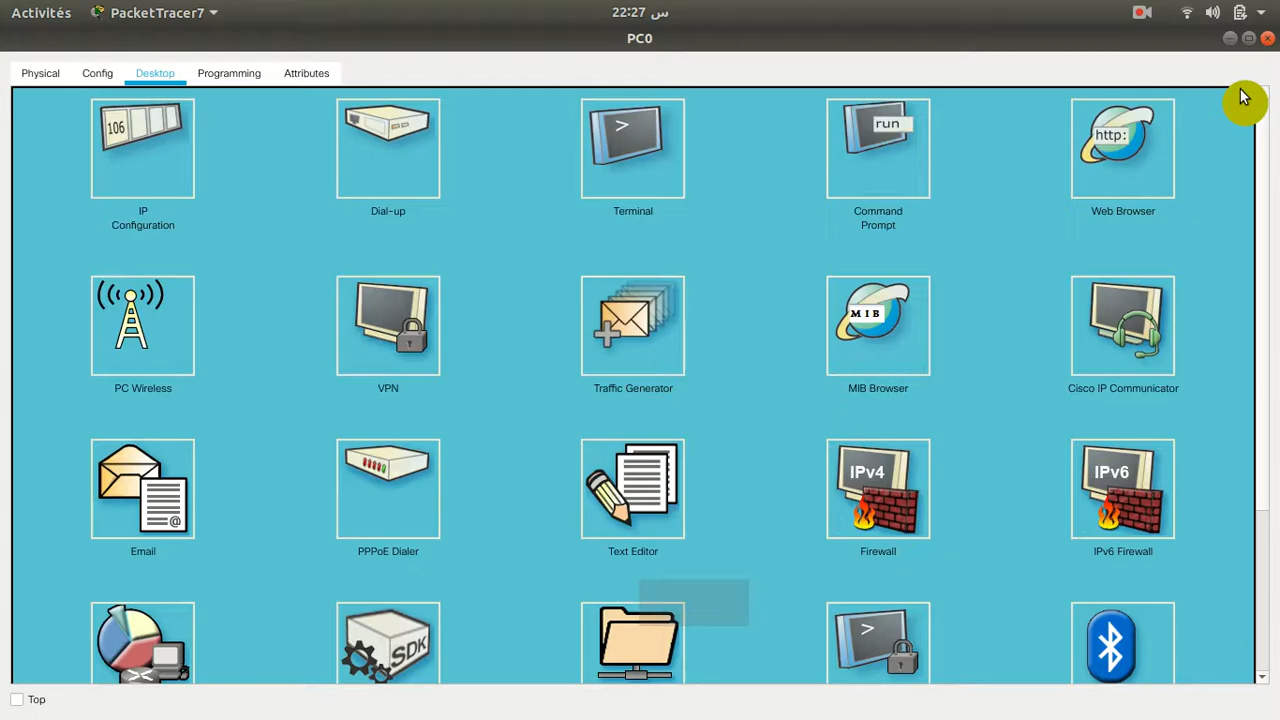 Activités
PacketTracer7
22:27 س
PC0
Physical
Config
Desktop
Programming
Attributes
106
>
run
http:
IP
Configuration
Dial-up
Terminal
Command
Prompt
Web Browser
MIB
PC Wireless
VPN
Traffic Generator
MIB Browser
Cisco IP Communicator
@
IPv4
IPv6
Email
PPPoE Dialer
Text Editor
Firewall
IPv6 Firewall
SDK
>
Top